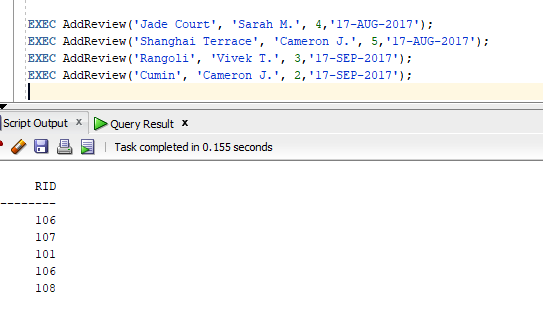 EXEC AddReview('Jade Court', 'Sarah M.', 4,'17-AUG-2017');
EXEC AddReview('Shanghai Terrace', 'Cameron J.', 5,'17-AUG-2017');
EXEC AddReview('Rangoli', 'Vivek T.', 3,'17-SEP-2017');
EXEC AddReview('Cumin', 'Cameron J.', 2,'17-SEP-2017');
Script Output x Query Result x
Task completed in 0.155 seconds
RID
--------
106
107
101
106
108